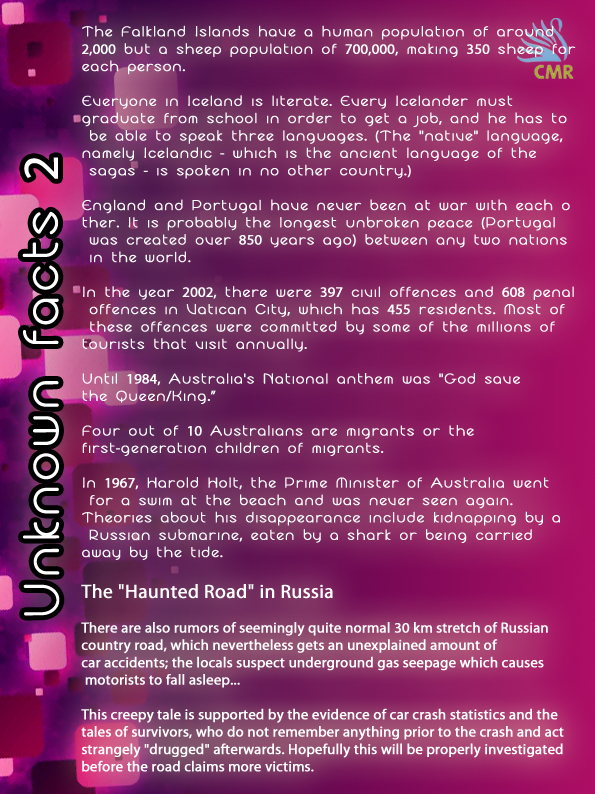 Unknown facts 2
CMR
The Falkland Islands have a human population of around
2,000 but a sheep population of 700,000, making 350 sheep for
each person.
Everyone in Iceland is literate. Every Icelander must
graduate from school in order to get a job, and he has to
be able to speak three languages. (The "native" language,
namely Icelandic - which is the ancient language of the
sagas - is spoken in no other country.)
England and Portugal have never been at war with each o
ther. It is probably the longest unbroken peace (Portugal
was created over 850 years ago) between any two nations
in the world.
In the year 2002, there were 397 civil offences and 608 penal
offences in Vatican City, which has 455 residents. Most of
these offences were committed by some of the millions of
tourists that visit annually.
Until 1984, Australia's National anthem was "God save
the Queen/King.”
Four out of 10 Australians are migrants or the
first-generation children of migrants.
In 1967, Harold Holt, the Prime Minister of Australia went
for a swim at the beach and was never seen again.
Theories about his disappearance include kidnapping by a
Russian submarine, eaten by a shark or being carried
away by the tide.
The "Haunted Road" in Russia
There are also rumors of seemingly quite normal 30 km stretch of Russian
country road, which nevertheless gets an unexplained amount of
car accidents; the locals suspect underground gas seepage which causes
motorists to fall asleep...
This creepy tale is supported by the evidence of car crash statistics and the
tales of survivors, who do not remember anything prior to the crash and act
strangely "drugged" afterwards. Hopefully this will be properly investigated
before the road claims more victims.